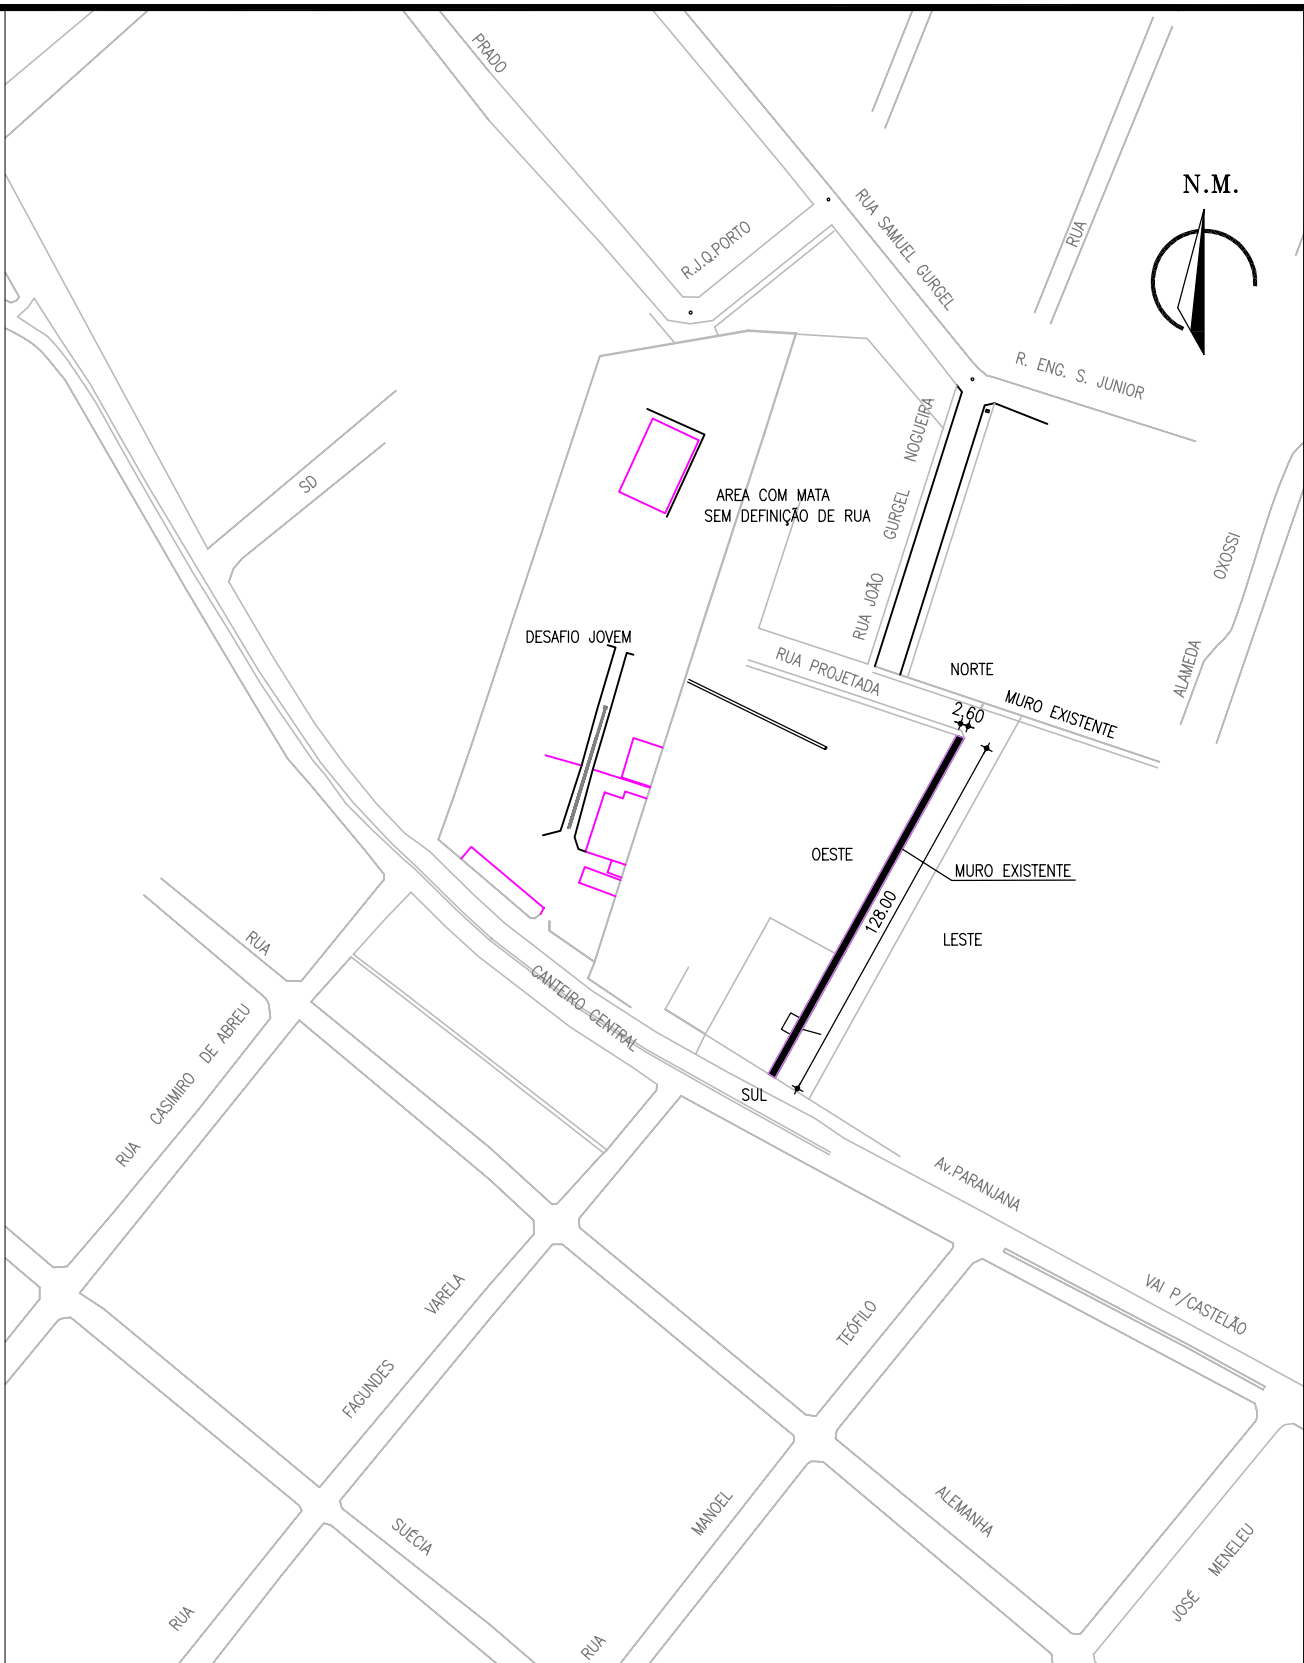 PRADO
N.M.
RUA SAMUEL GURGEL
RUA
R.J.Q.PORTO
R. ENG. S. JUNIOR
RUA JOÃO GURGEL NOGUEIRA
SD
AREA COM MATA
SEM DEFINIÇÃO DE RUA
OXOSSI
ALAMEDA
DESAFIO JOVEM
RUA PROJETADA
NORTE
MURO EXISTENTE
2,60
OESTE
MURO EXISTENTE
128.00
LESTE
RUA
CANTEIRO CENTRAL
RUA CASIMIRO DE ABREU
SUL
Av.PARANJANA
VAI P/CASTELÃO
FAGUNDES VARELA
TEÓFILO
SUÉCIA
MANOEL
ALEMANHA
JOSÉ MENELEU
RUA
RUA